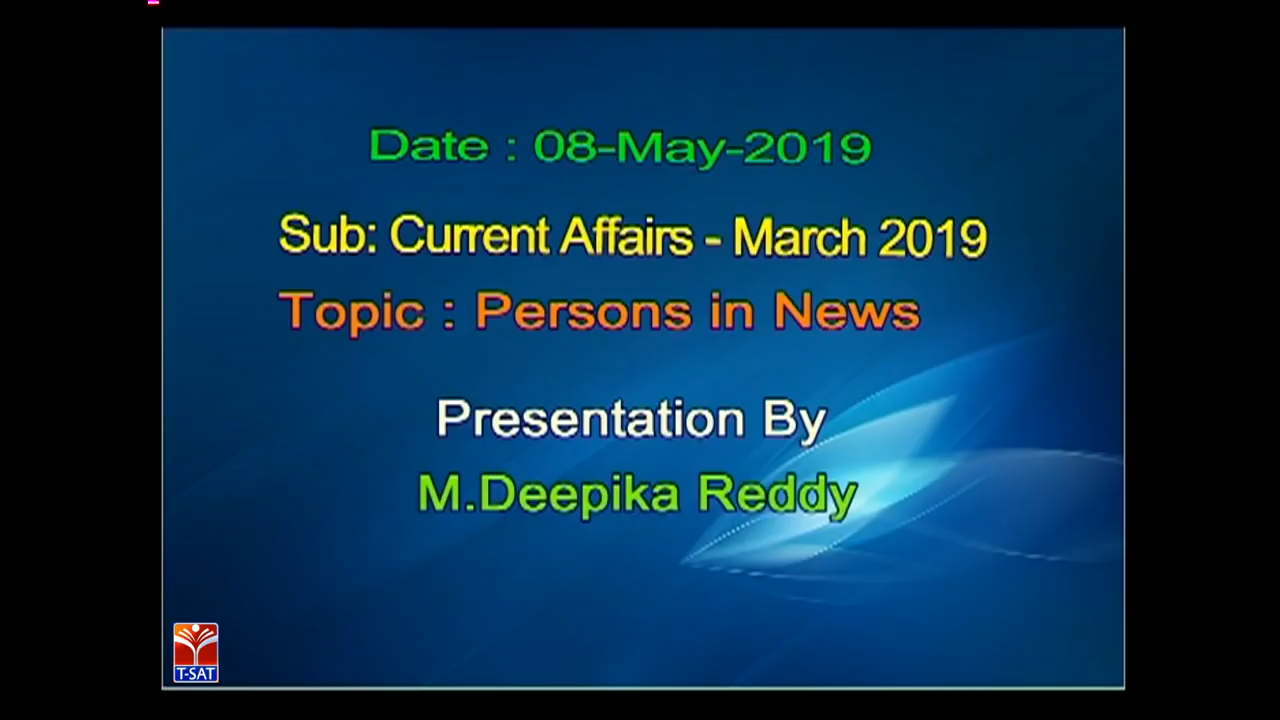 Date : 08-May-2019
Sub: Current Affairs - March 2019
Topic : Persons in News
Presentation By
M.Deepika Reddy
T-SAT